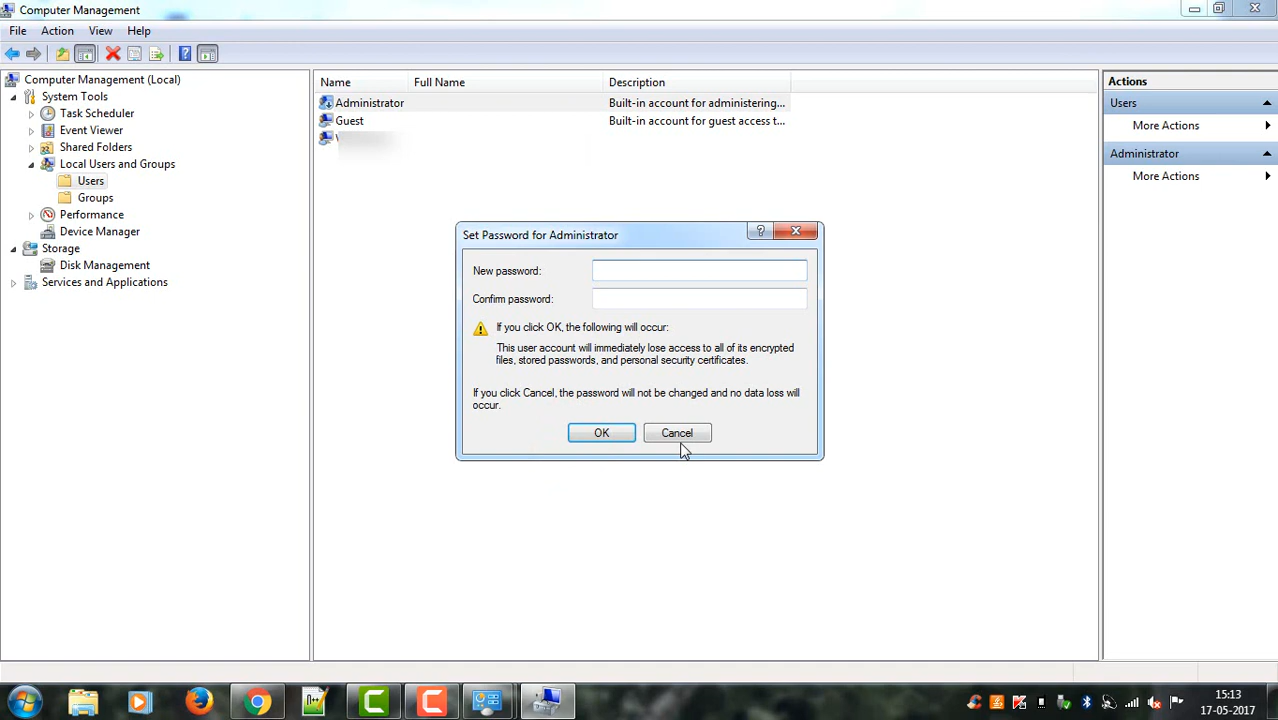 Computer Management
File Action View Help
Computer Management (Local)
System Tools
Task Scheduler
Event Viewer
Shared Folders
Local Users and Groups
Users
Groups
Performance
Device Manager
Storage
Disk Management
Services and Applications
Name Full Name Description
Administrator Built-in account for administering...
Guest Built-in account for guest access t...
Set Password for Administrator
New password:
Confirm password:
If you click OK, the following will occur:
This user account will immediately lose access to all of its encrypted
files, stored passwords, and personal security certificates.
If you click Cancel, the password will not be changed and no data loss will
occur.
OK Cancel
Actions
Users
More Actions
Administrator
More Actions
15:13
17-05-2017